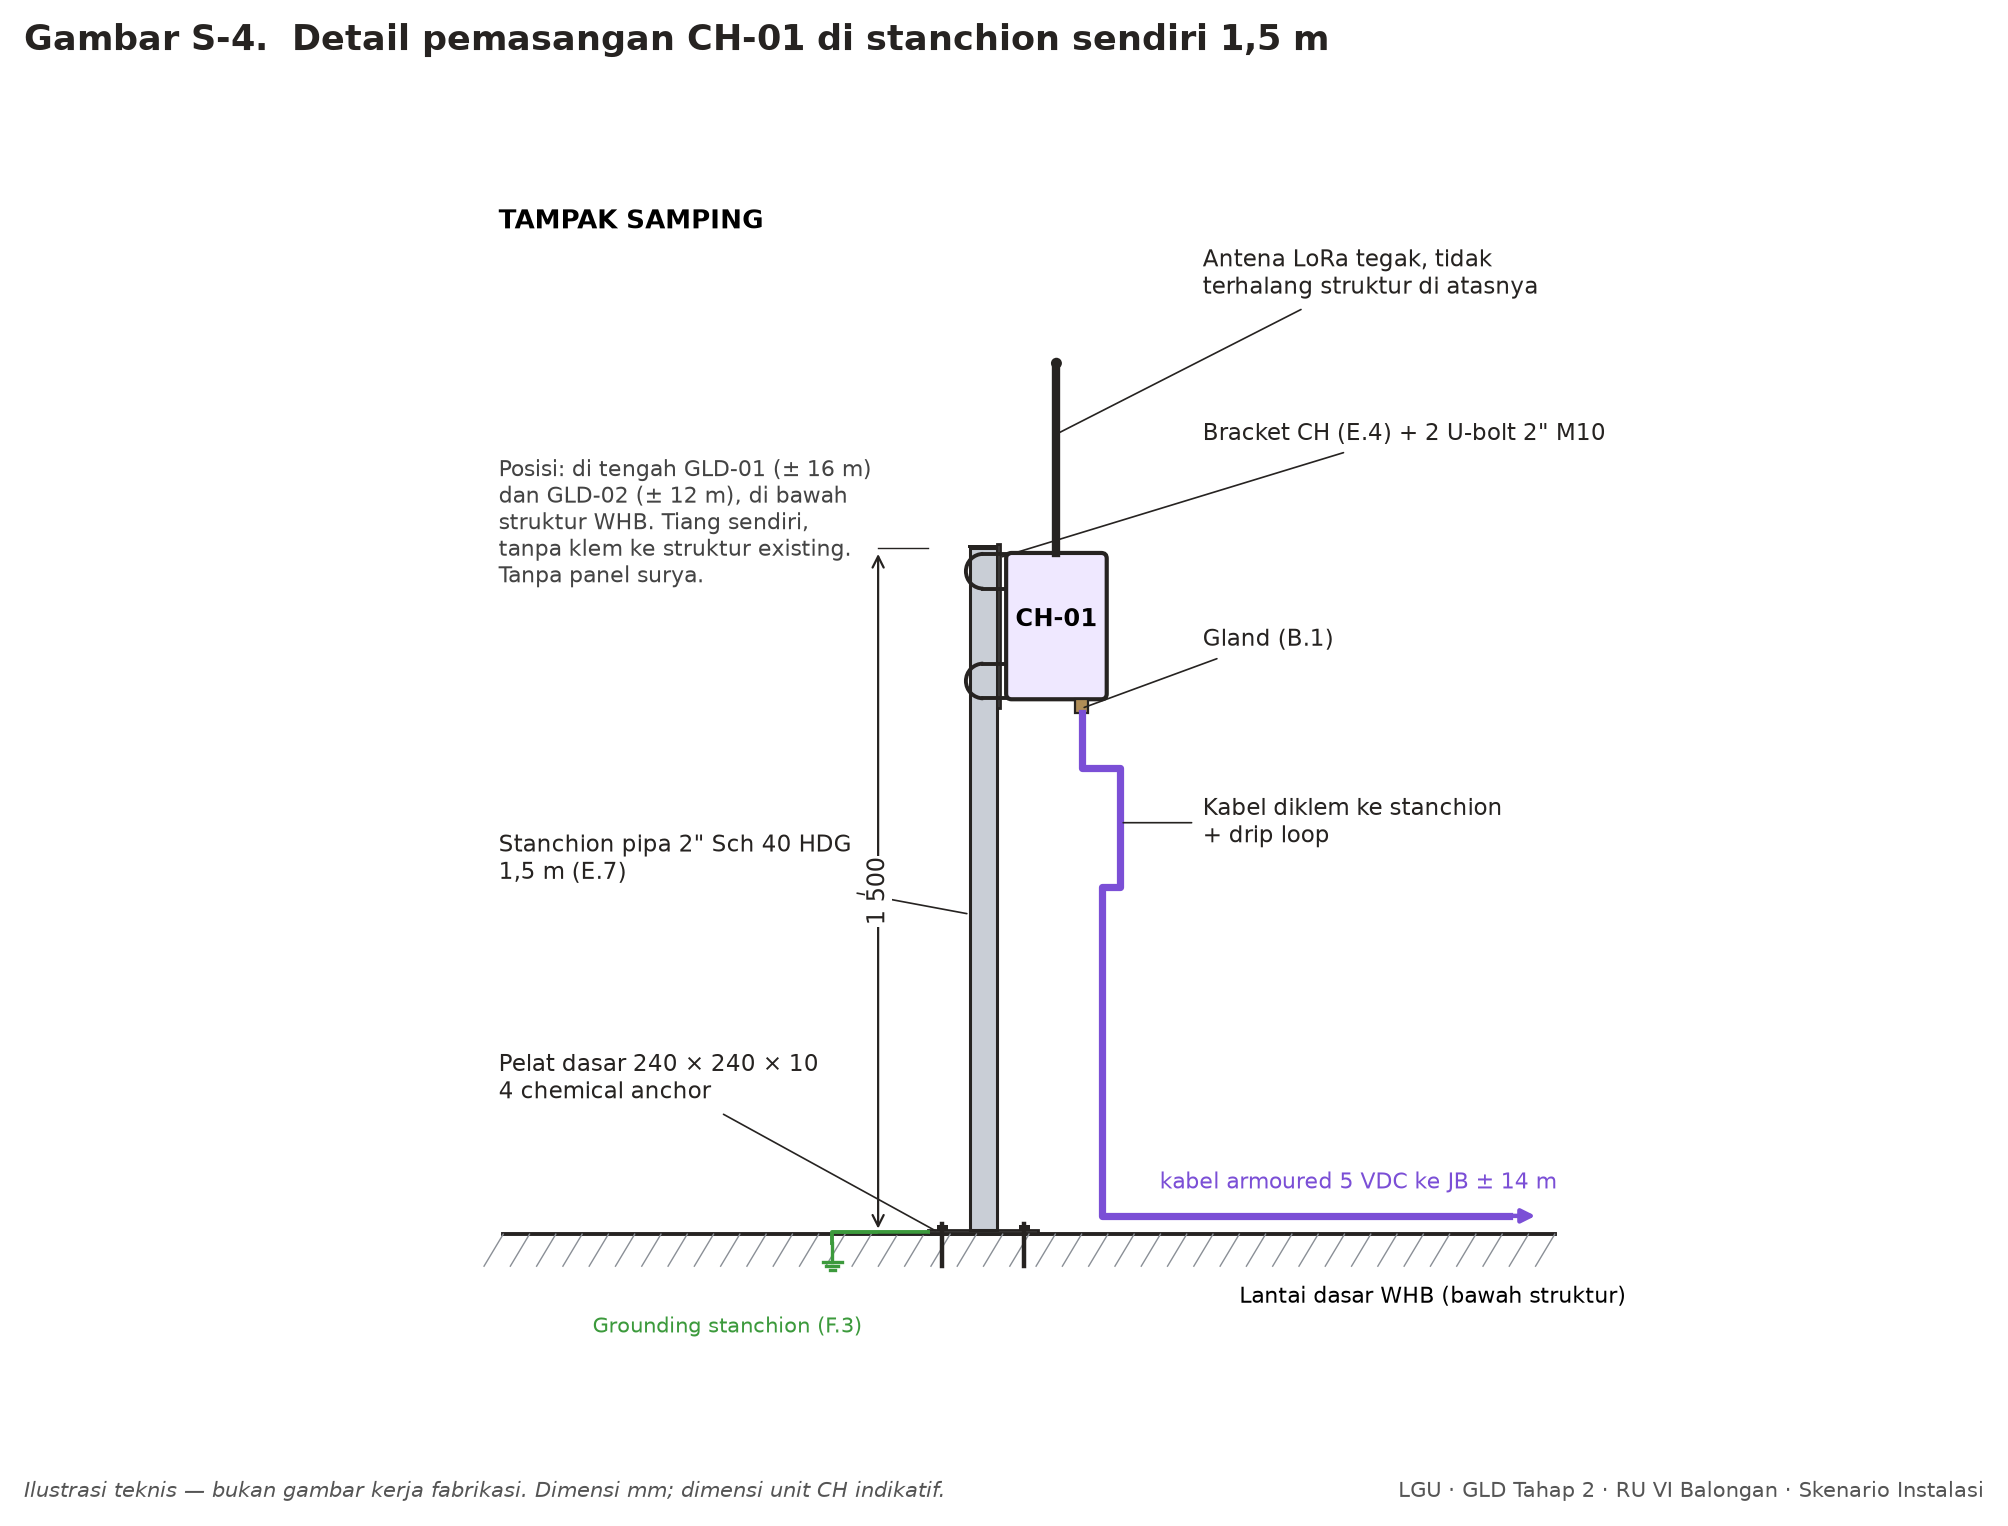 Gambar S-4.  Detail pemasangan CH-01 di stanchion sendiri 1,5 m
TAMPAK SAMPING
Antena LoRa tegak, tidak
terhalang struktur di atasnya
Bracket CH (E.4) + 2 U-bolt 2" M10
Posisi: di tengah GLD-01 (± 16 m)
dan GLD-02 (± 12 m), di bawah
struktur WHB. Tiang sendiri,
tanpa klem ke struktur existing.
Tanpa panel surya.
CH-01
Gland (B.1)
Kabel diklem ke stanchion
+ drip loop
Stanchion pipa 2" Sch 40 HDG
1,5 m (E.7)
1 500
Pelat dasar 240 × 240 × 10
4 chemical anchor
kabel armoured 5 VDC ke JB ± 14 m
Lantai dasar WHB (bawah struktur)
Grounding stanchion (F.3)
Ilustrasi teknis — bukan gambar kerja fabrikasi. Dimensi mm; dimensi unit CH indikatif.
LGU · GLD Tahap 2 · RU VI Balongan · Skenario Instalasi